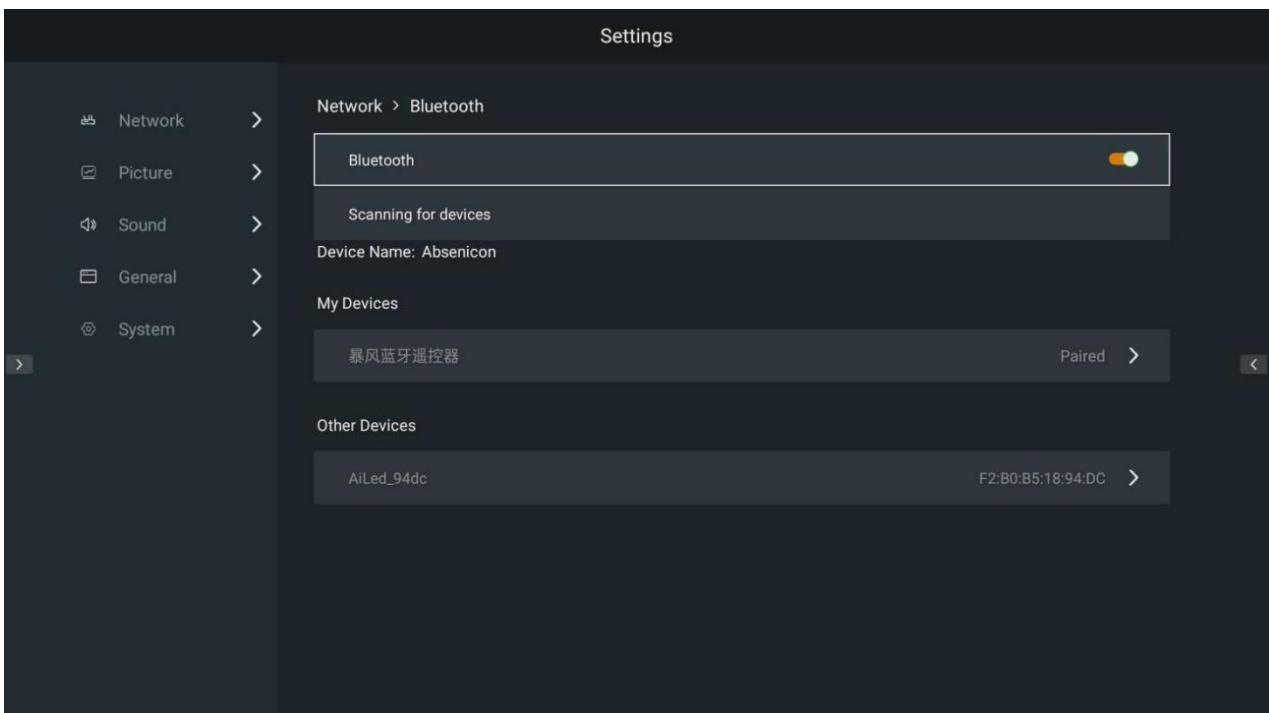 Settings
Network
Picture
Sound
General
System
Network > Bluetooth
Bluetooth
Scanning for devices
Device Name: Absenicon
My Devices
暴风蓝牙遥控器 Paired
Other Devices
AiLed_94dc F2:B0:B5:18:94:DC